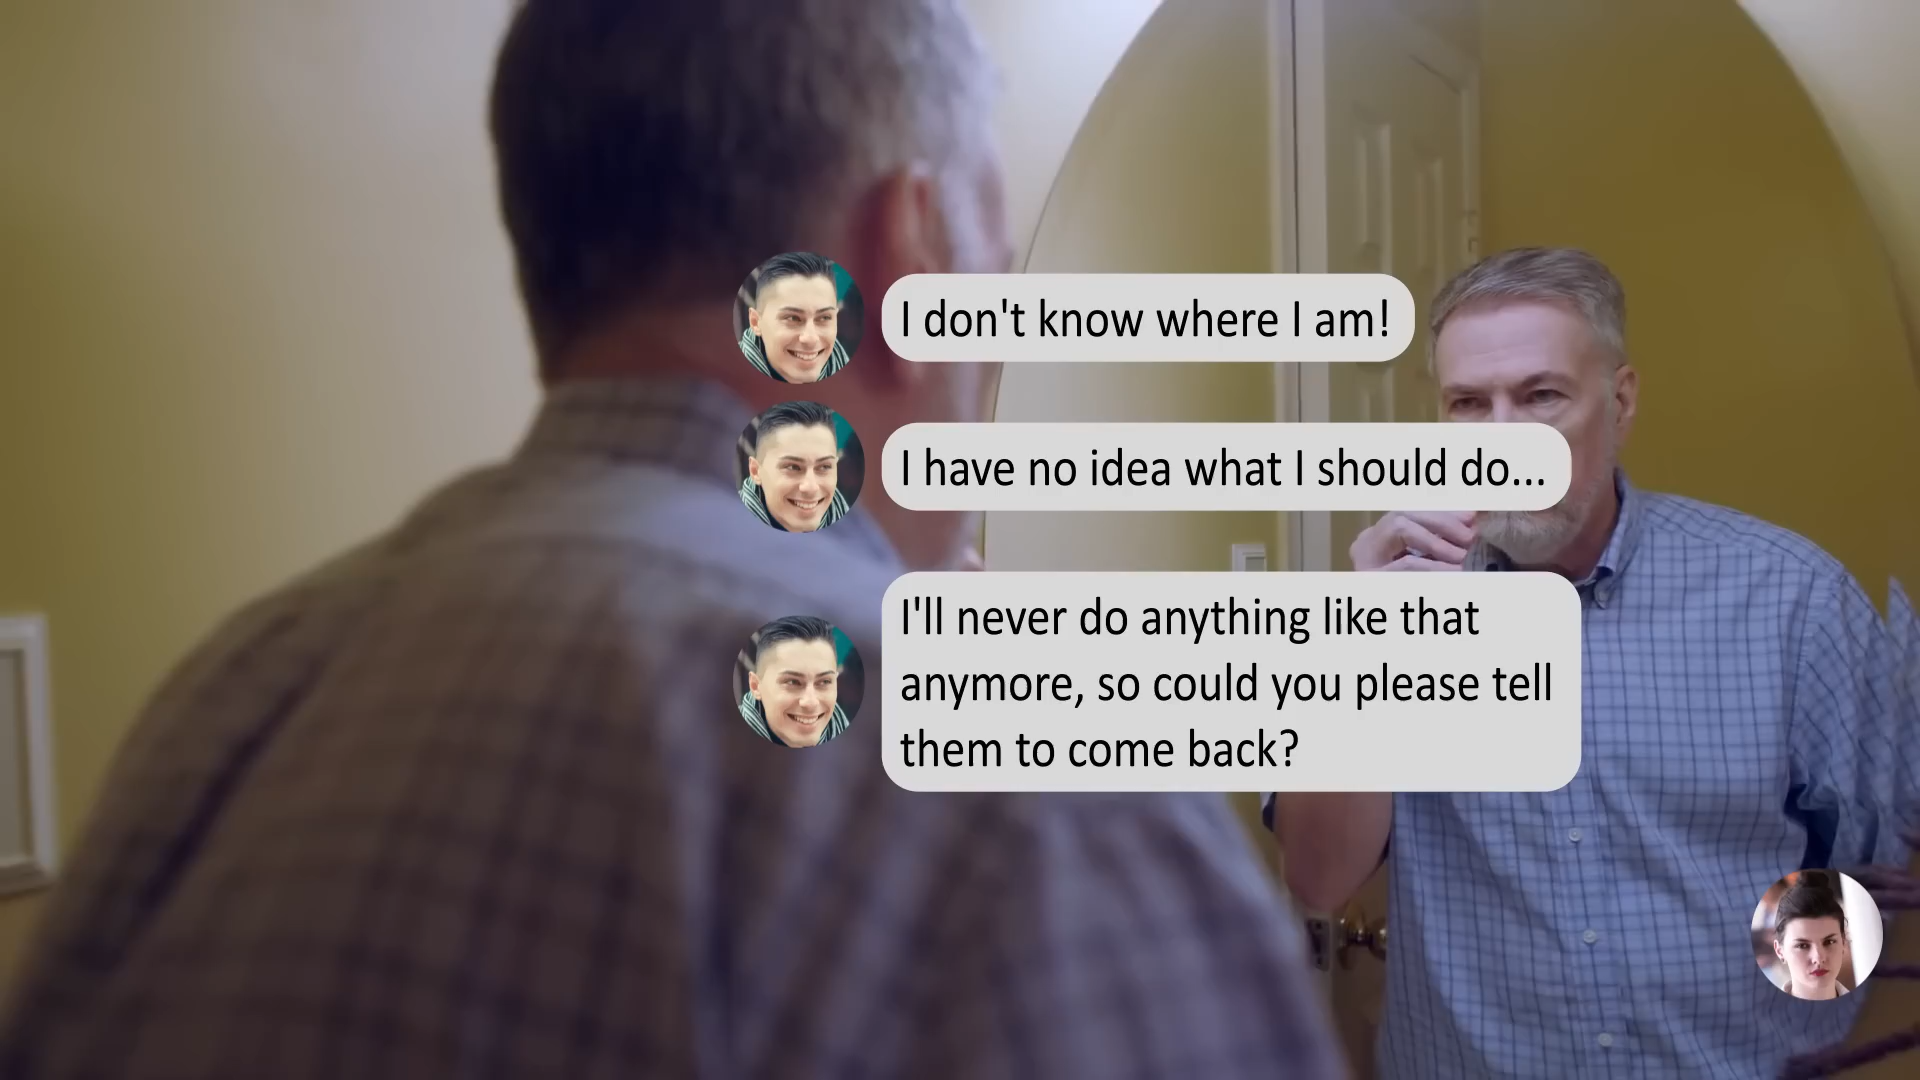 I don't know where I am!
I have no idea what I should do...
I'll never do anything like that
anymore, so could you please tell
them to come back?